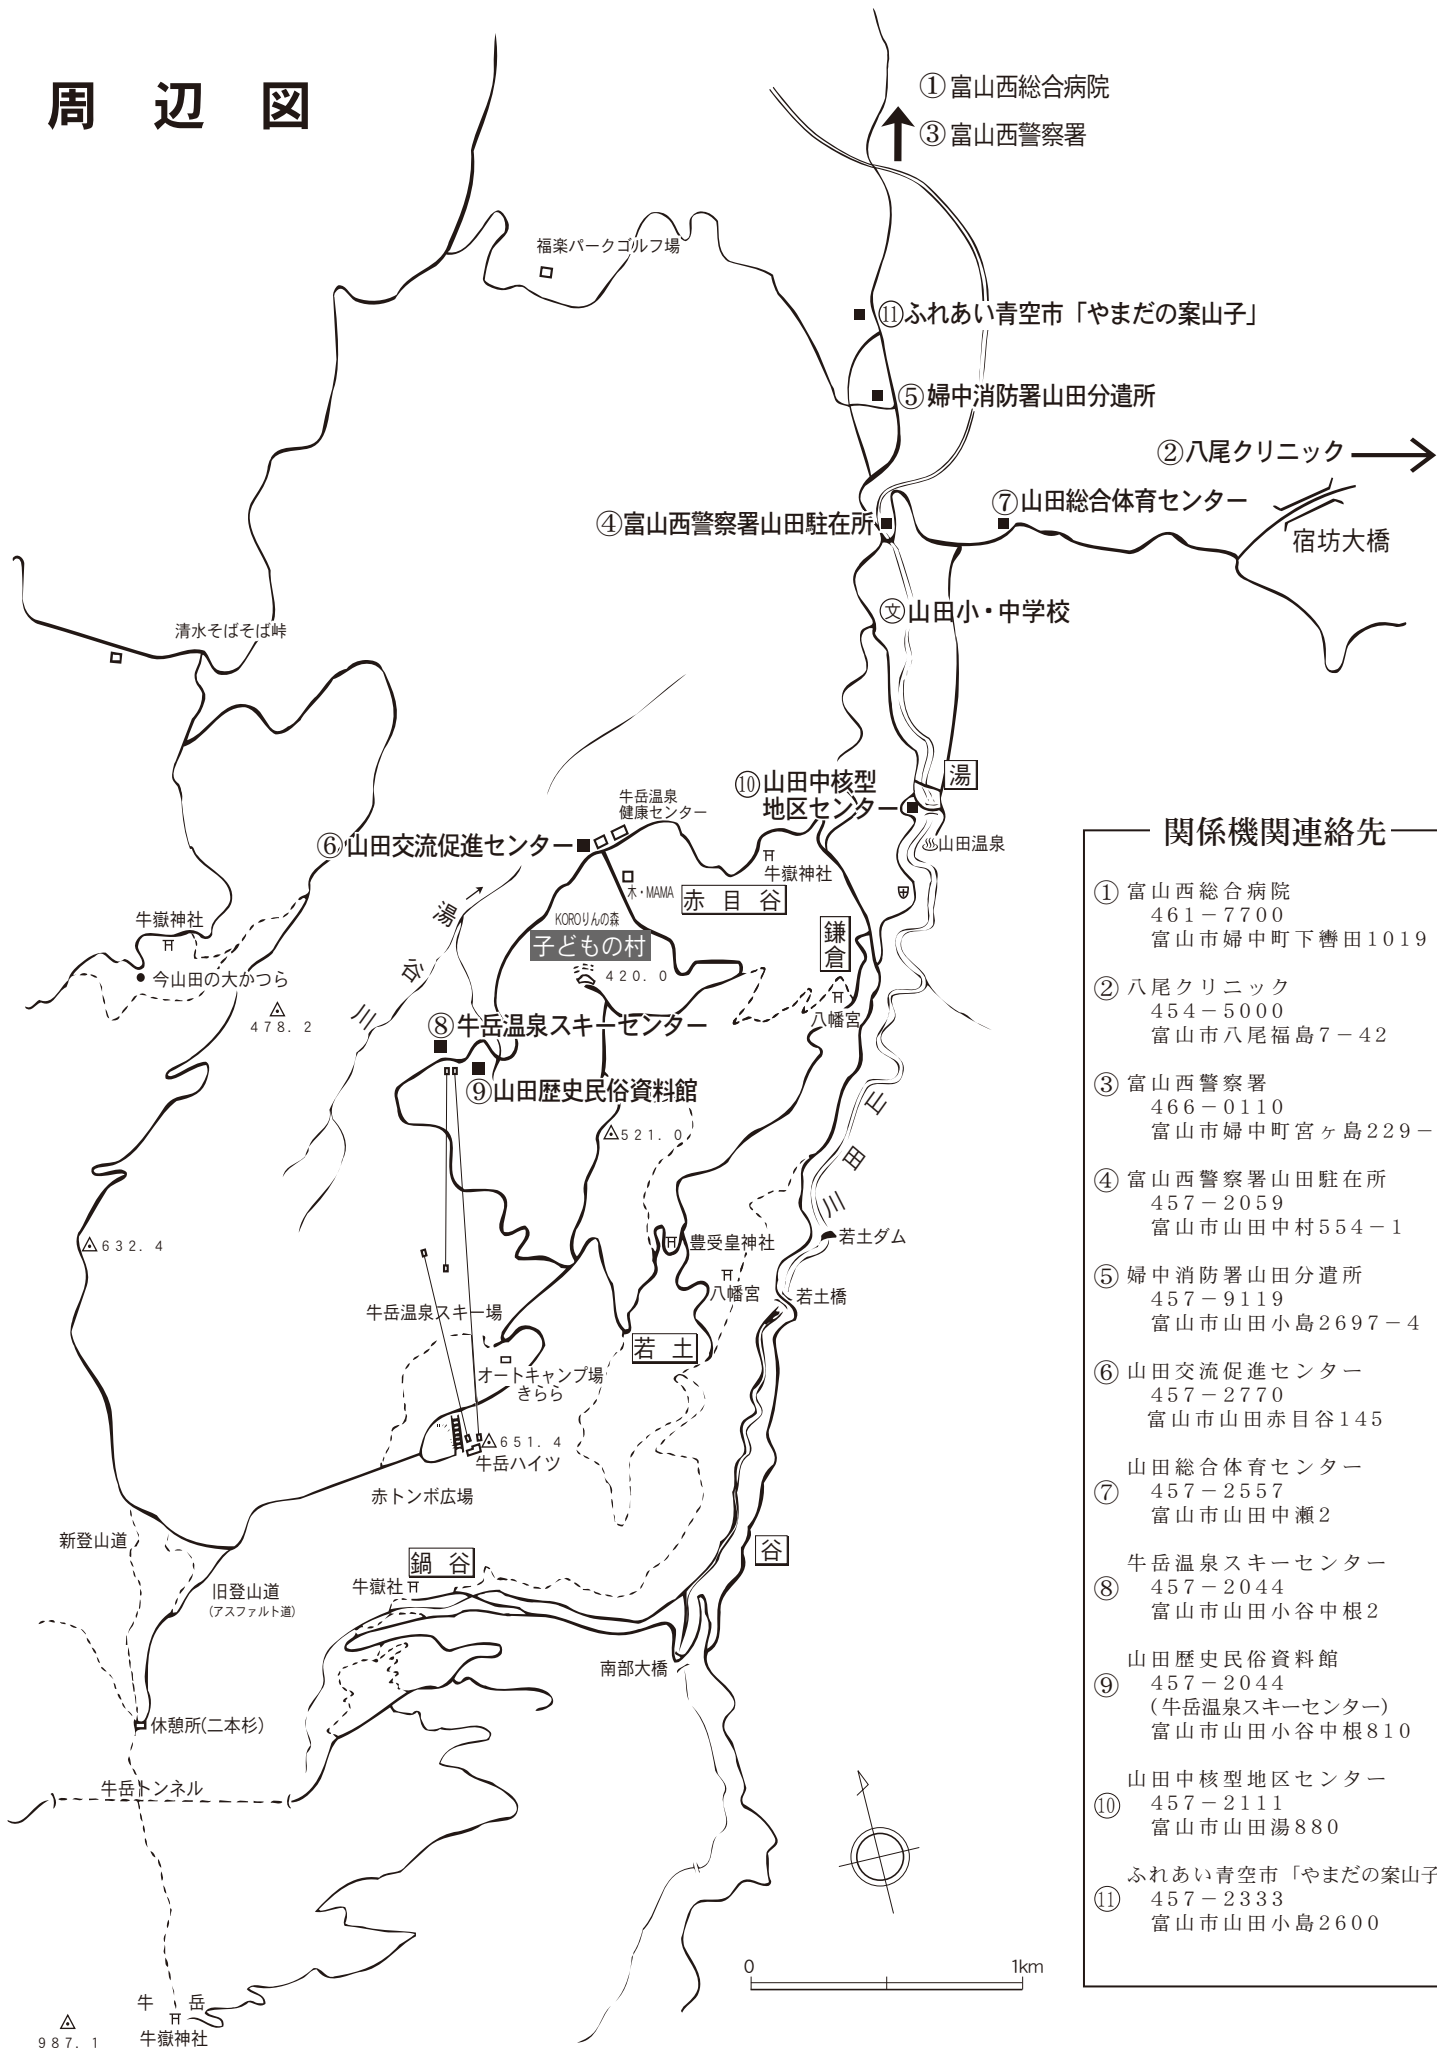 周辺図
①富山西総合病院
③富山西警察署
福楽パークゴルフ場
⑪ふれあい青空市「やまだの案山子」
⑤婦中消防署山田分遣所
②八尾クリニック
⑦山田総合体育センター
④富山西警察署山田駐在所
宿坊大橋
文山田小・中学校
清水そばそば峠
湯
⑩山田中核型
地区センター
牛岳温泉
健康センター
⑥山田交流促進センター
山田温泉
牛嶽神社
木・MAMA
赤目谷
KOROりんの森
子どもの村
420.0
鎌倉
八幡宮
湯谷川
牛嶽神社
今山田の大かつら
478.2
⑧牛岳温泉スキーセンター
⑨山田歴史民俗資料館
521.0
山田川
632.4
豊受皇神社
若土ダム
八幡宮
若土橋
牛岳温泉スキー場
若土
オートキャンプ場
きらら
651.4
牛岳ハイツ
赤トンボ広場
新登山道
鍋谷
谷
牛嶽社
旧登山道
(アスファルト道)
南部大橋
休憩所(二本杉)
牛岳トンネル
牛岳
牛嶽神社
987.1
0
1km
関係機関連絡先
①富山西総合病院
461-7700
富山市婦中町下轡田1019
②八尾クリニック
454-5000
富山市八尾福島7-42
③富山西警察署
466-0110
富山市婦中町宮ヶ島229-
④富山西警察署山田駐在所
457-2059
富山市山田中村554-1
⑤婦中消防署山田分遣所
457-9119
富山市山田小島2697-4
⑥山田交流促進センター
457-2770
富山市山田赤目谷145
⑦山田総合体育センター
457-2557
富山市山田中瀬2
⑧牛岳温泉スキーセンター
457-2044
富山市山田小谷中根2
⑨山田歴史民俗資料館
457-2044
(牛岳温泉スキーセンター)
富山市山田小谷中根810
⑩山田中核型地区センター
457-2111
富山市山田湯880
⑪ふれあい青空市「やまだの案山子
457-2333
富山市山田小島2600